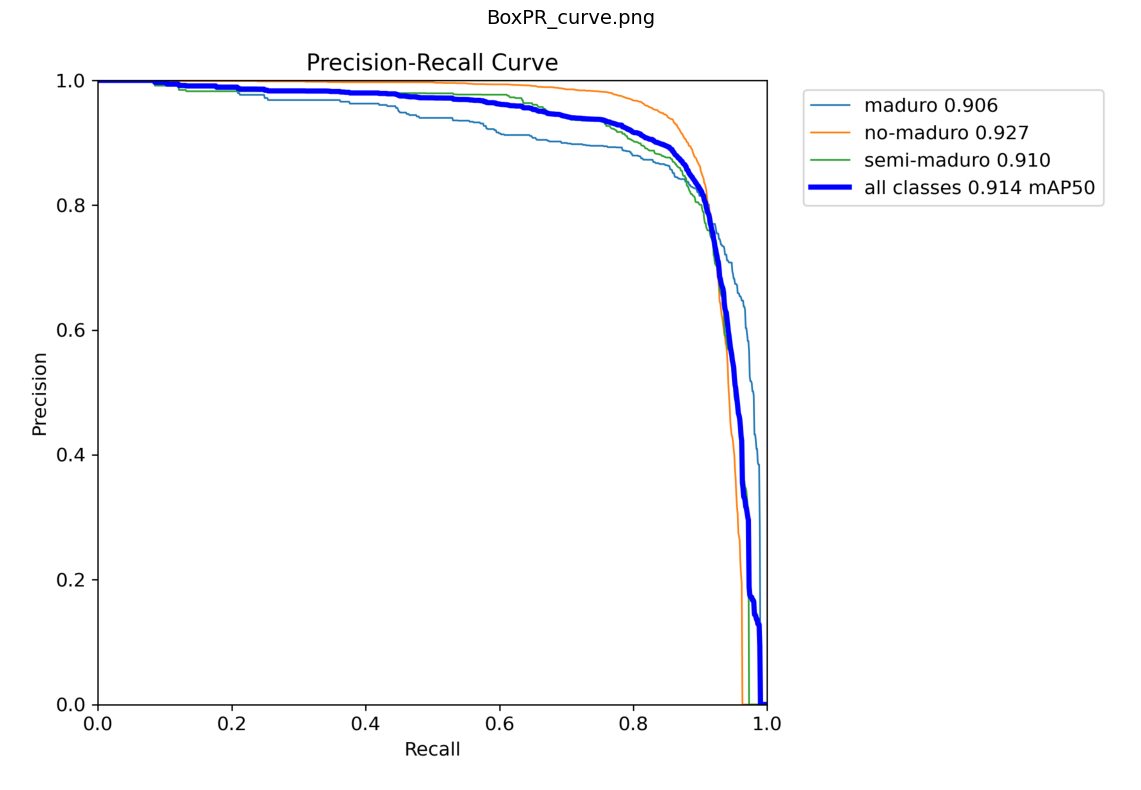 BoxPR_curve.png
Precision-Recall Curve
maduro 0.906
no-maduro 0.927
semi-maduro 0.910
all classes 0.914 mAP50
Precision
1.0
0.8
0.6
0.4
0.2
0.0
0.0 0.2 0.4 0.6 0.8 1.0
Recall